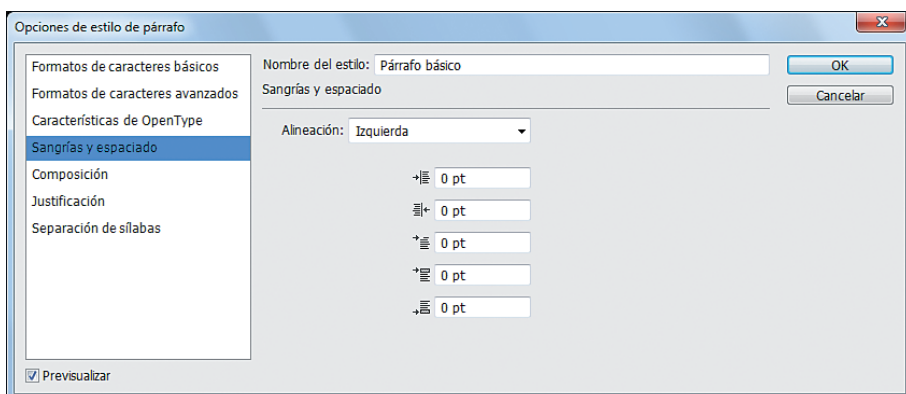 Opciones de estilo de párrafo
Formatos de caracteres básicos
Formatos de caracteres avanzados
Características de OpenType
Sangrías y espaciado
Composición
Justificación
Separación de sílabas
Previsualizar
Nombre del estilo: Párrafo básico
Sangrías y espaciado
Alineación: Izquierda
0 pt
0 pt
0 pt
0 pt
0 pt
OK
Cancelar